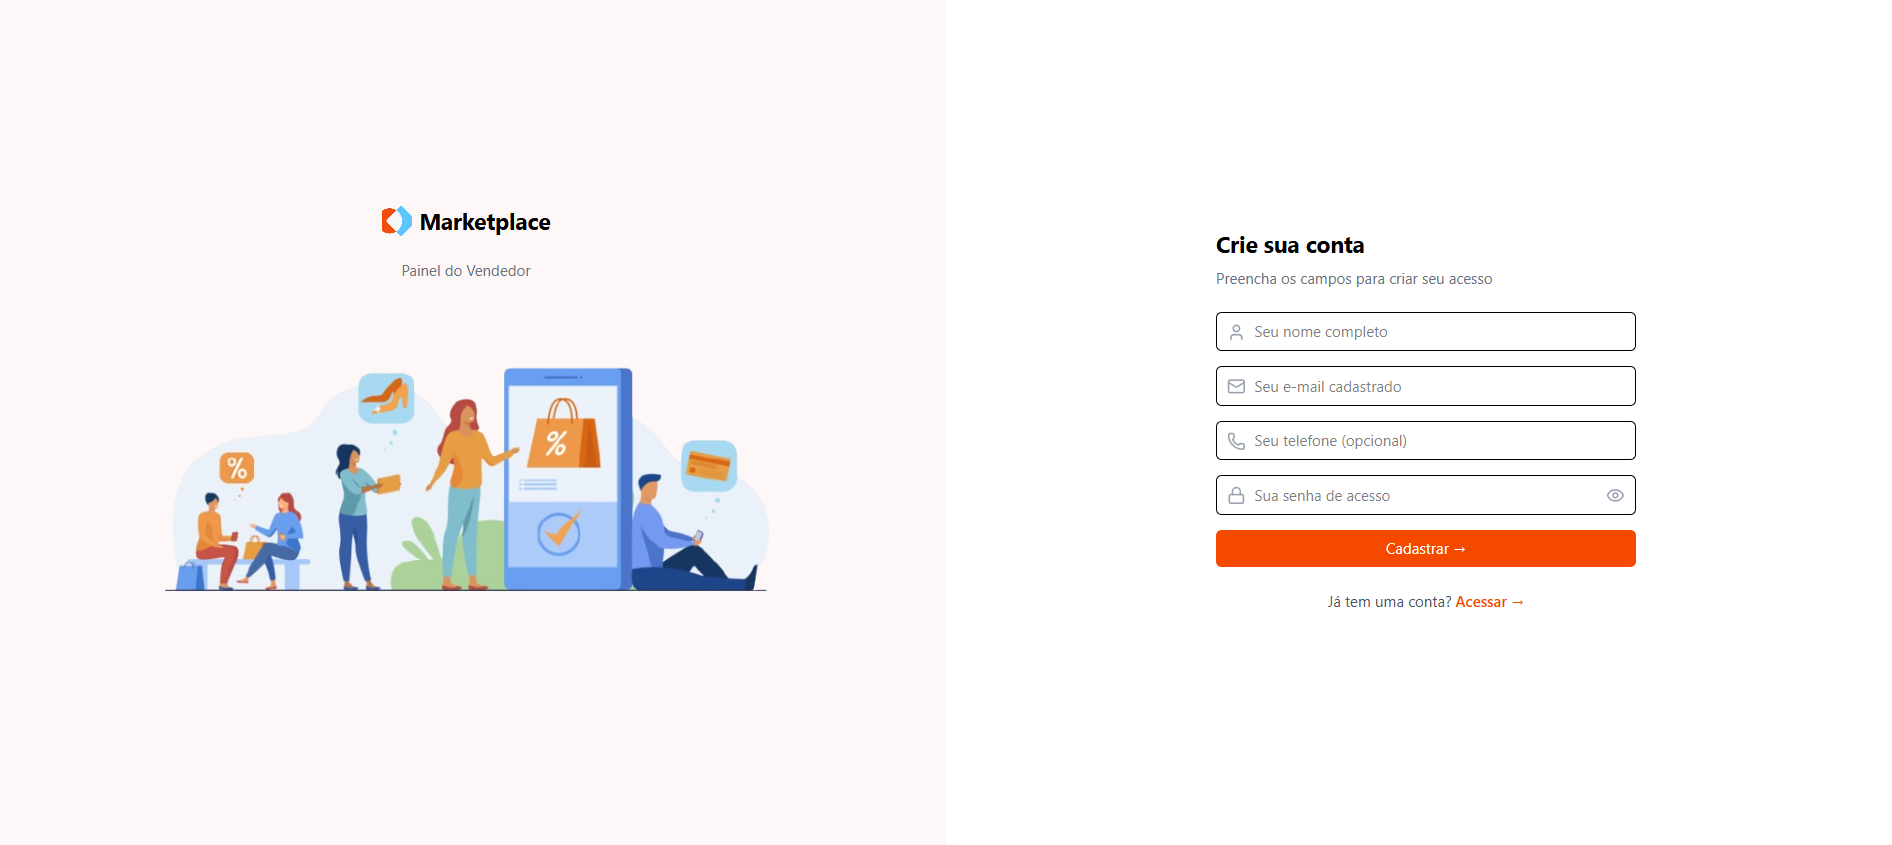 Marketplace
Painel do Vendedor
%
%
Crie sua conta
Preencha os campos para criar seu acesso
Seu nome completo
Seu e-mail cadastrado
Seu telefone (opcional)
Sua senha de acesso
Cadastrar →
Já tem uma conta? Acessar →